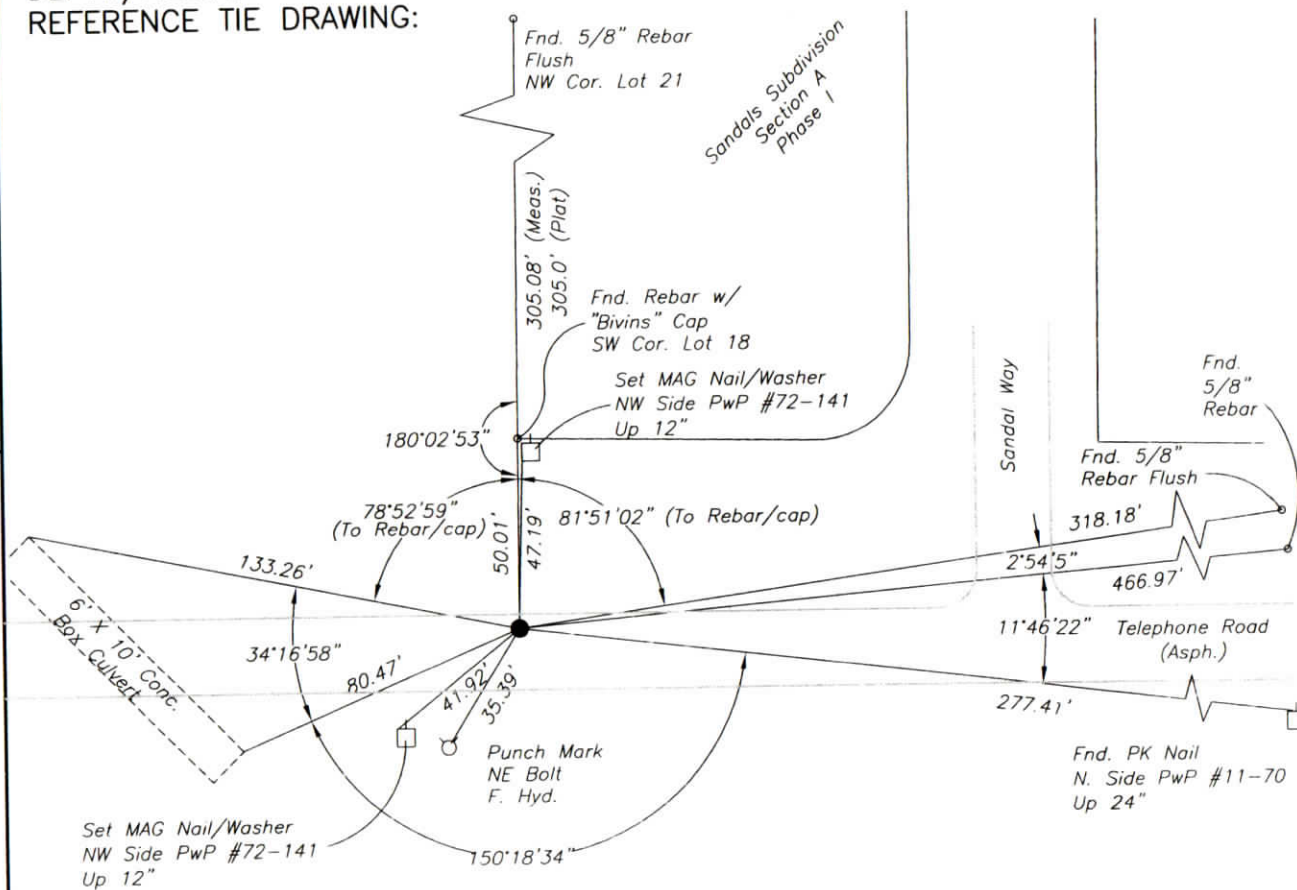 REFERENCE TIE DRAWING:
Fnd. 5/8" Rebar
Flush
NW Cor. Lot 21
Sandals Subdivision
Section A
Phase I
305.08' (Meas.)
305.0' (Plat)
Fnd. Rebar w/
"Bivins" Cap
SW Cor. Lot 18
Set MAG Nail/Washer
NW Side PwP #72-141
Up 12"
180°02'53"
78°52'59"
(To Rebar/cap)
50.01'
47.19'
81°51'02" (To Rebar/cap)
Sandal Way
Fnd.
5/8"
Rebar
Fnd. 5/8"
Rebar Flush
318.18'
2°54'5"
466.97'
133.26'
6' X 10' Conc.
Box Culvert
34°16'58"
80.47'
41.92'
35.39'
11°46'22"
Telephone Road
(Asph.)
277.41'
Punch Mark
NE Bolt
F. Hyd.
Fnd. PK Nail
N. Side PwP #11-70
Up 24"
Set MAG Nail/Washer
NW Side PwP #72-141
Up 12"
150°18'34"